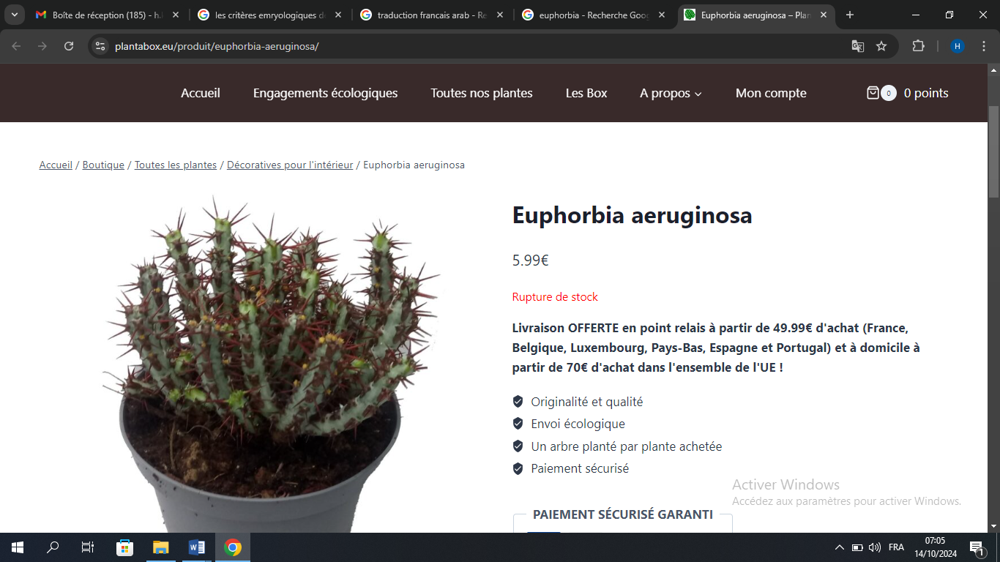 Boîte de réception (185) - h.l
les critères emryologiques de
traduction francais arab - Re
euphorbia - Recherche Goog
Euphorbia aeruginosa – Plan
plantabox.eu/produit/euphorbia-aeruginosa/
H
Accueil
Engagements écologiques
Toutes nos plantes
Les Box
A propos
Mon compte
0
0 points
Accueil / Boutique / Toutes les plantes / Décoratives pour l'intérieur / Euphorbia aeruginosa
Euphorbia aeruginosa
5.99€
Rupture de stock
Livraison OFFERTE en point relais à partir de 49.99€ d'achat (France,
Belgique, Luxembourg, Pays-Bas, Espagne et Portugal) et à domicile à
partir de 70€ d'achat dans l'ensemble de l'UE !
Originalité et qualité
Envoi écologique
Un arbre planté par plante achetée
Paiement sécurisé
Activer Windows
Accédez aux paramètres pour activer Windows.
PAIEMENT SÉCURISÉ GARANTI
FRA
07:05
14/10/2024
1